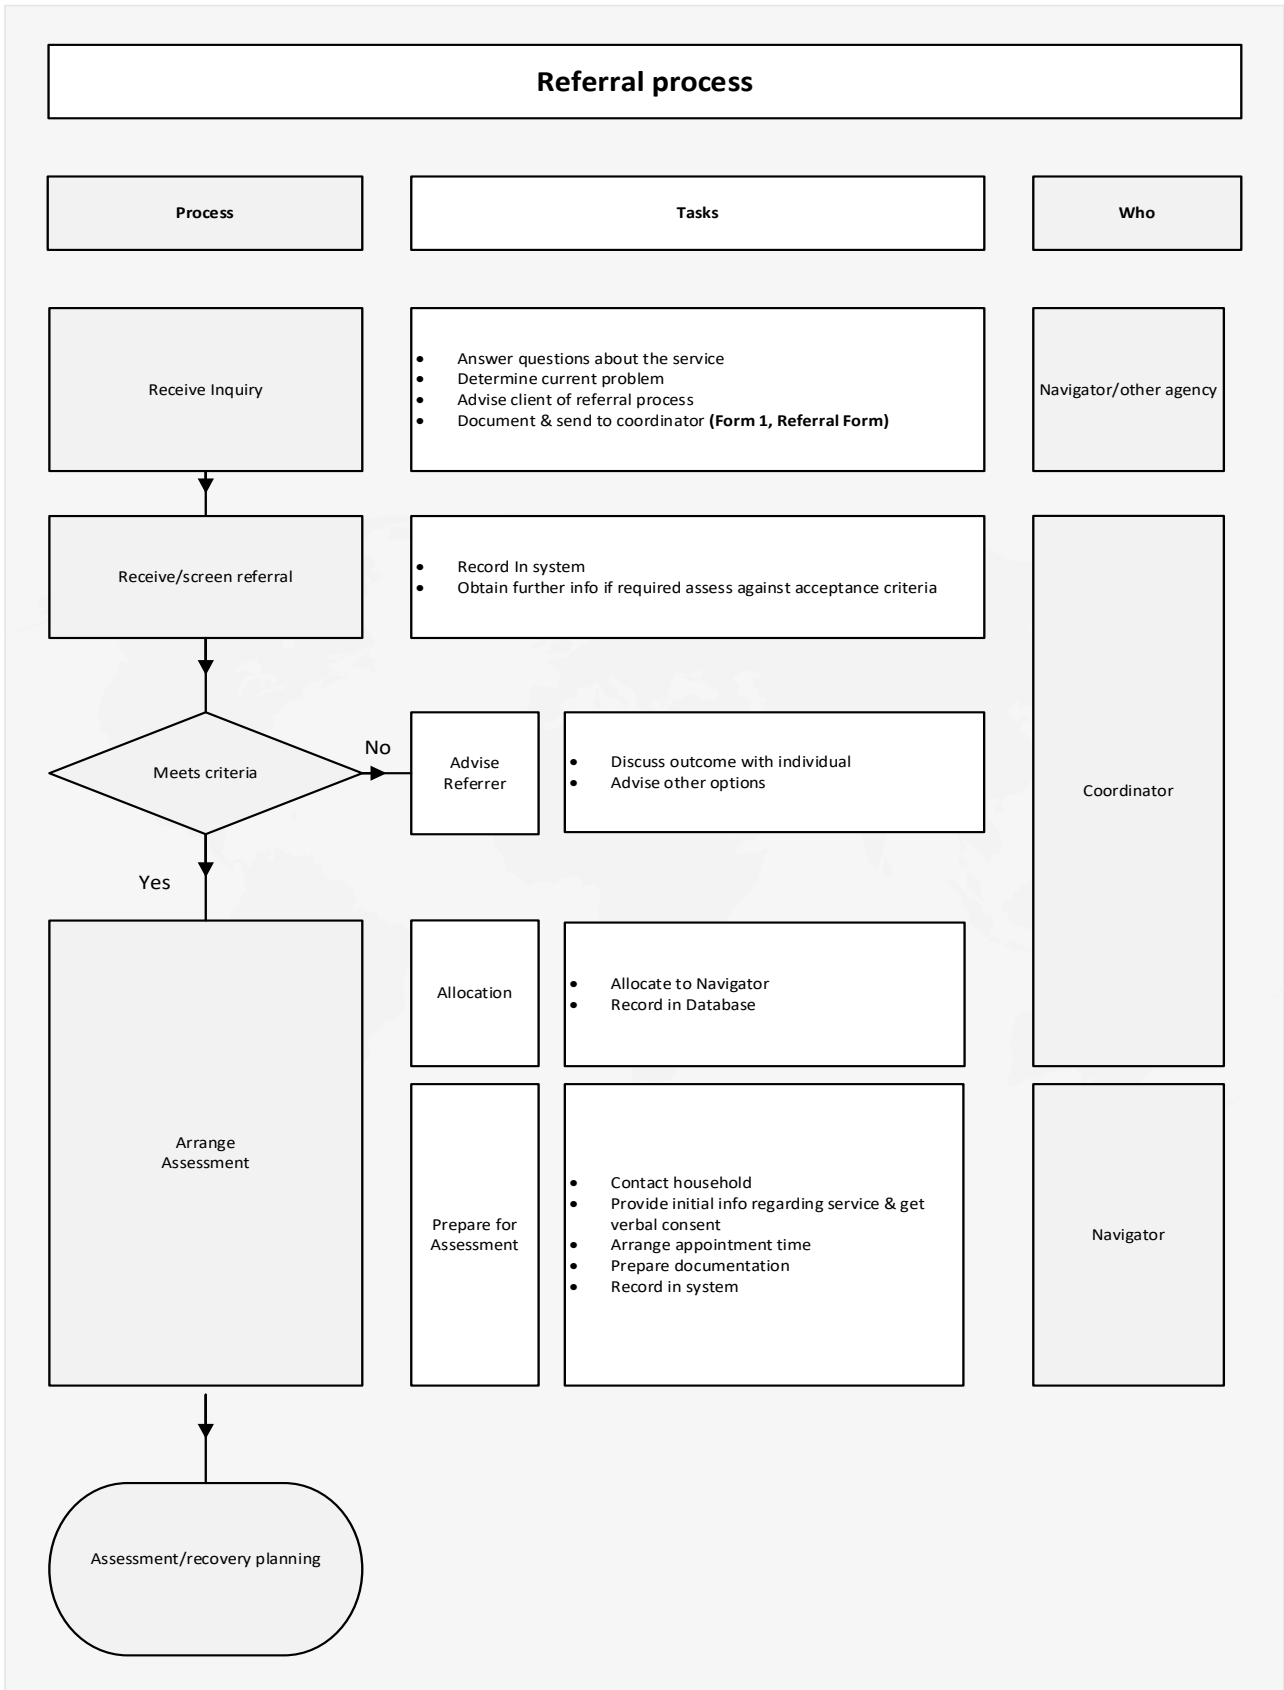 Referral process
Process
Tasks
Who
Receive Inquiry
• Answer questions about the service
• Determine current problem
• Advise client of referral process
• Document & send to coordinator (Form 1, Referral Form)
Navigator/other agency
Receive/screen referral
• Record In system
• Obtain further info if required assess against acceptance criteria
Coordinator
Meets criteria
No
Advise
Referrer
• Discuss outcome with individual
• Advise other options
Yes
Arrange
Assessment
Allocation
• Allocate to Navigator
• Record in Database
Prepare for
Assessment
• Contact household
• Provide initial info regarding service & get
verbal consent
• Arrange appointment time
• Prepare documentation
• Record in system
Navigator
Assessment/recovery planning